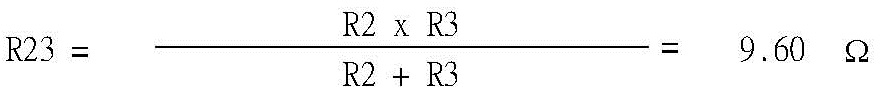 R2 x R3
R23 = ——— = 9.60 Ω
R2 + R3